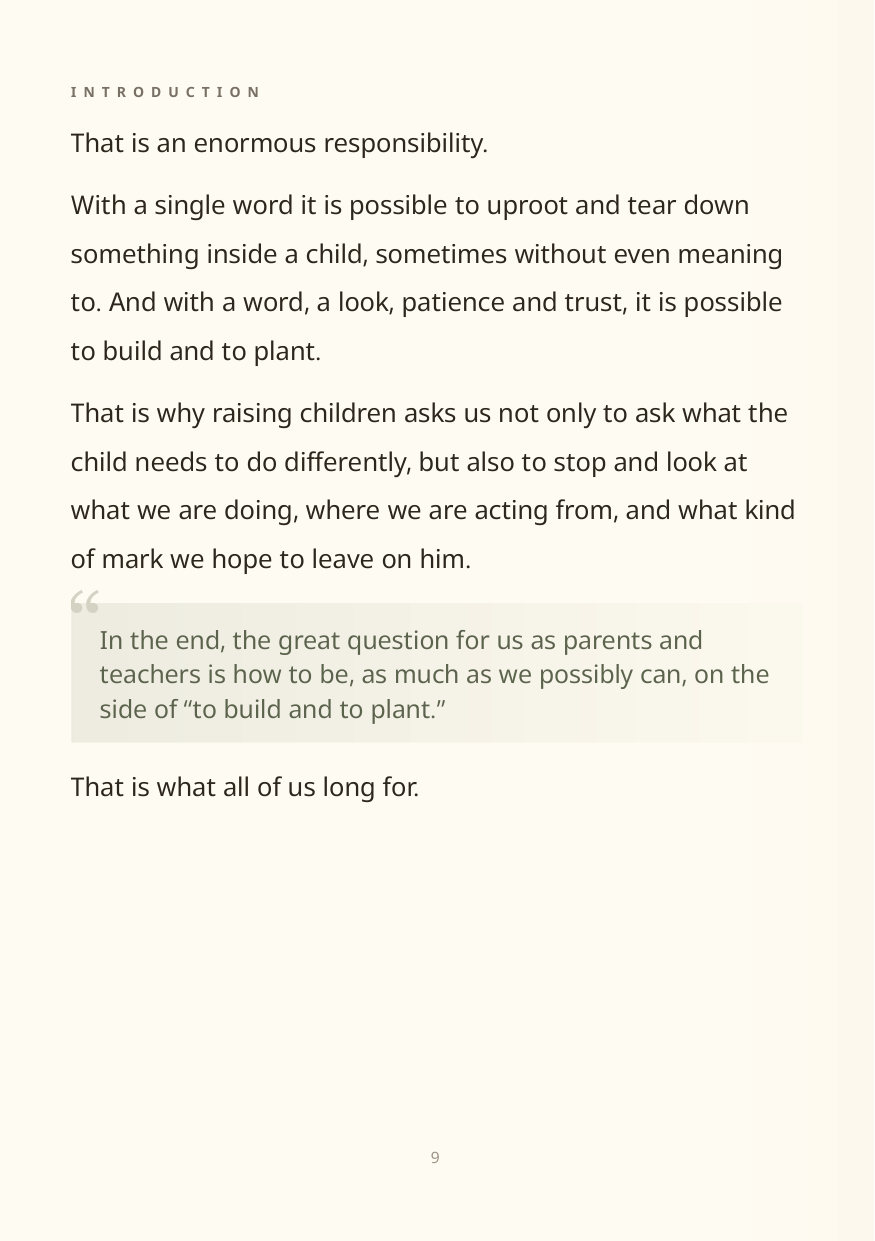 INTRODUCTION
That is an enormous responsibility.
With a single word it is possible to uproot and tear down
something inside a child, sometimes without even meaning
to. And with a word, a look, patience and trust, it is possible
to build and to plant.
That is why raising children asks us not only to ask what the
child needs to do differently, but also to stop and look at
what we are doing, where we are acting from, and what kind
of mark we hope to leave on him.
“
In the end, the great question for us as parents and
teachers is how to be, as much as we possibly can, on the
side of “to build and to plant.”
That is what all of us long for.
9